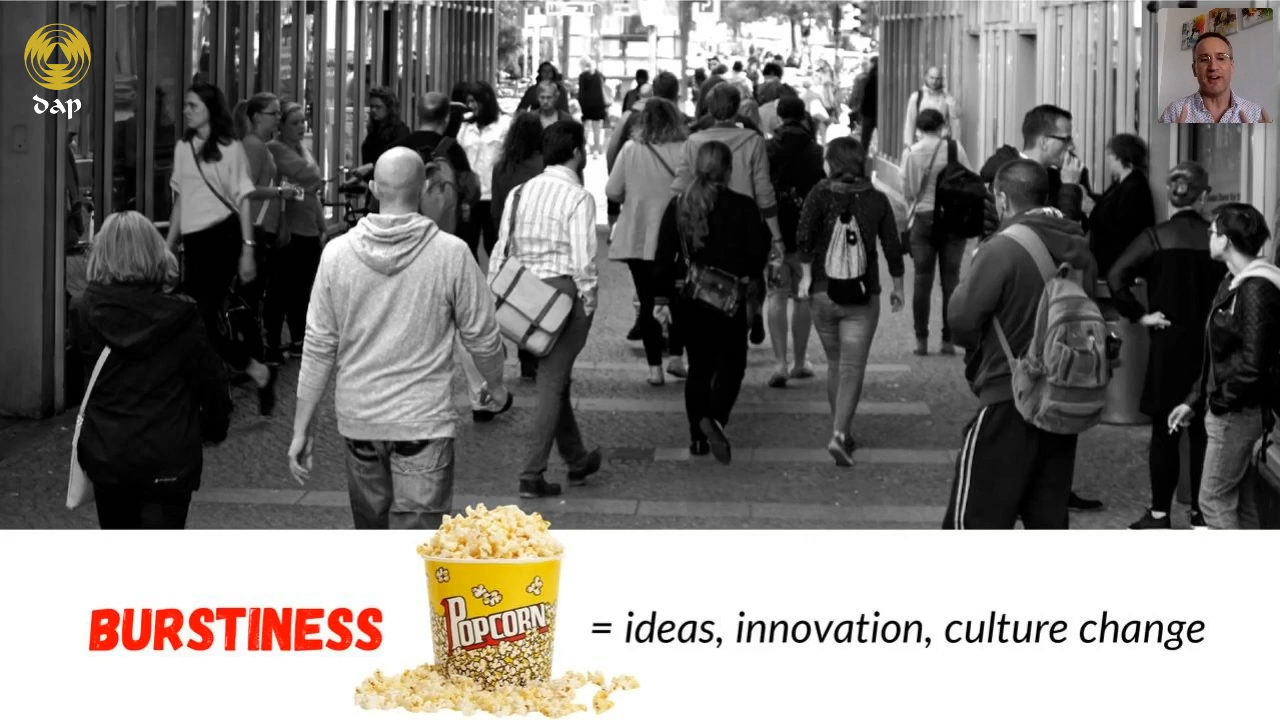 dap
BURSTINESS
POPCORN
= ideas, innovation, culture change